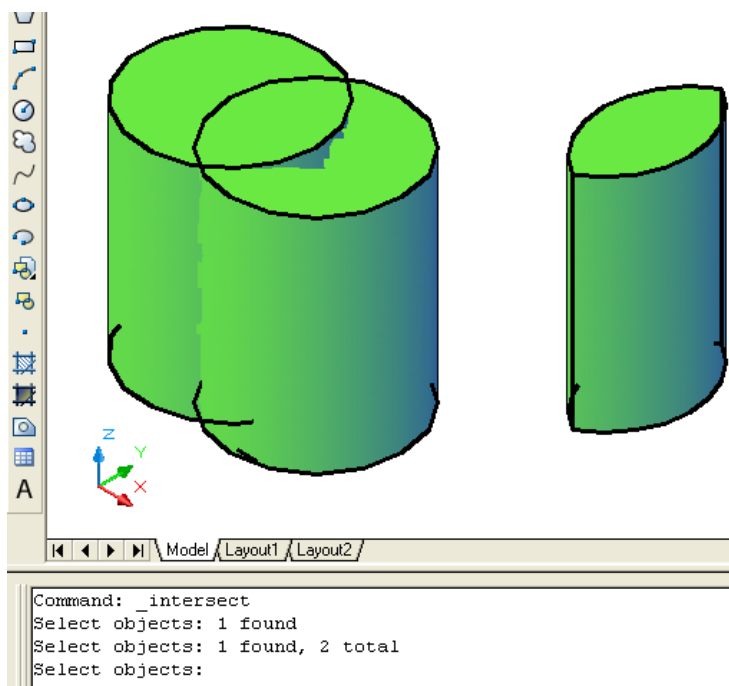 A
Z
Y
X
Model Layout1 Layout2
Command: _intersect
Select objects: 1 found
Select objects: 1 found, 2 total
Select objects: